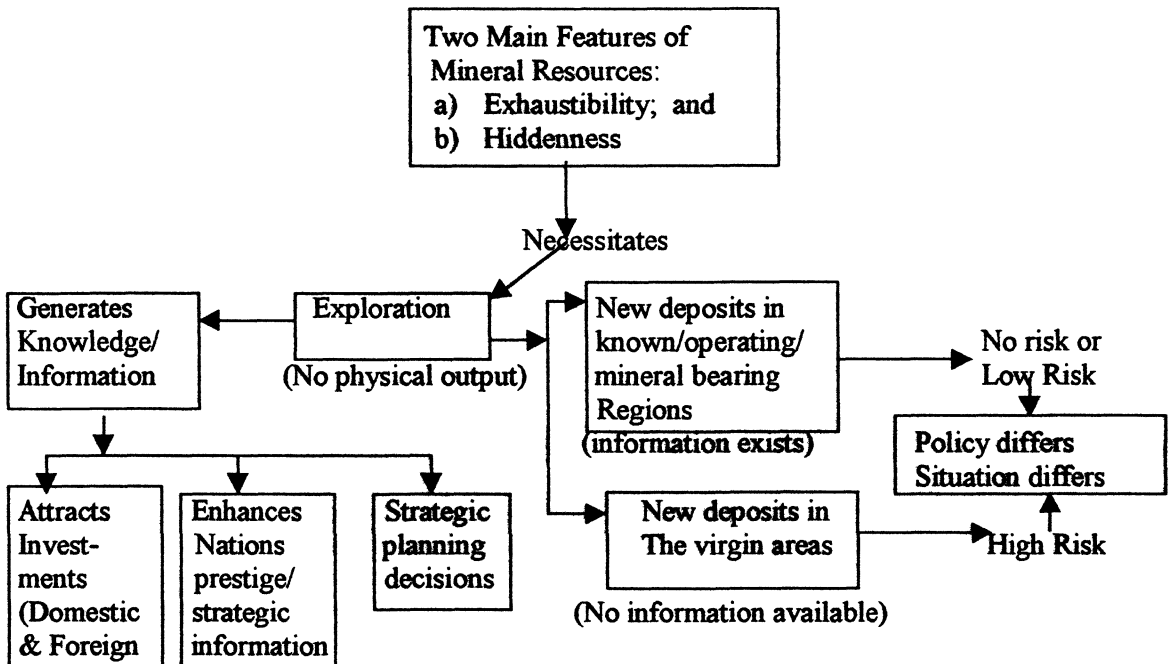 Two Main Features of
Mineral Resources:
a) Exhaustibility; and
b) Hiddenness
Necessitates
Generates
Knowledge/
Information
Exploration
(No physical output)
New deposits in
known/operating/
mineral bearing
Regions
(information exists)
No risk or
Low Risk
Policy differs
Situation differs
Attracts
Invest-
ments
(Domestic
& Foreign
Enhances
Nations
prestige/
strategic
information
Strategic
planning
decisions
New deposits in
The virgin areas
(No information available)
High Risk